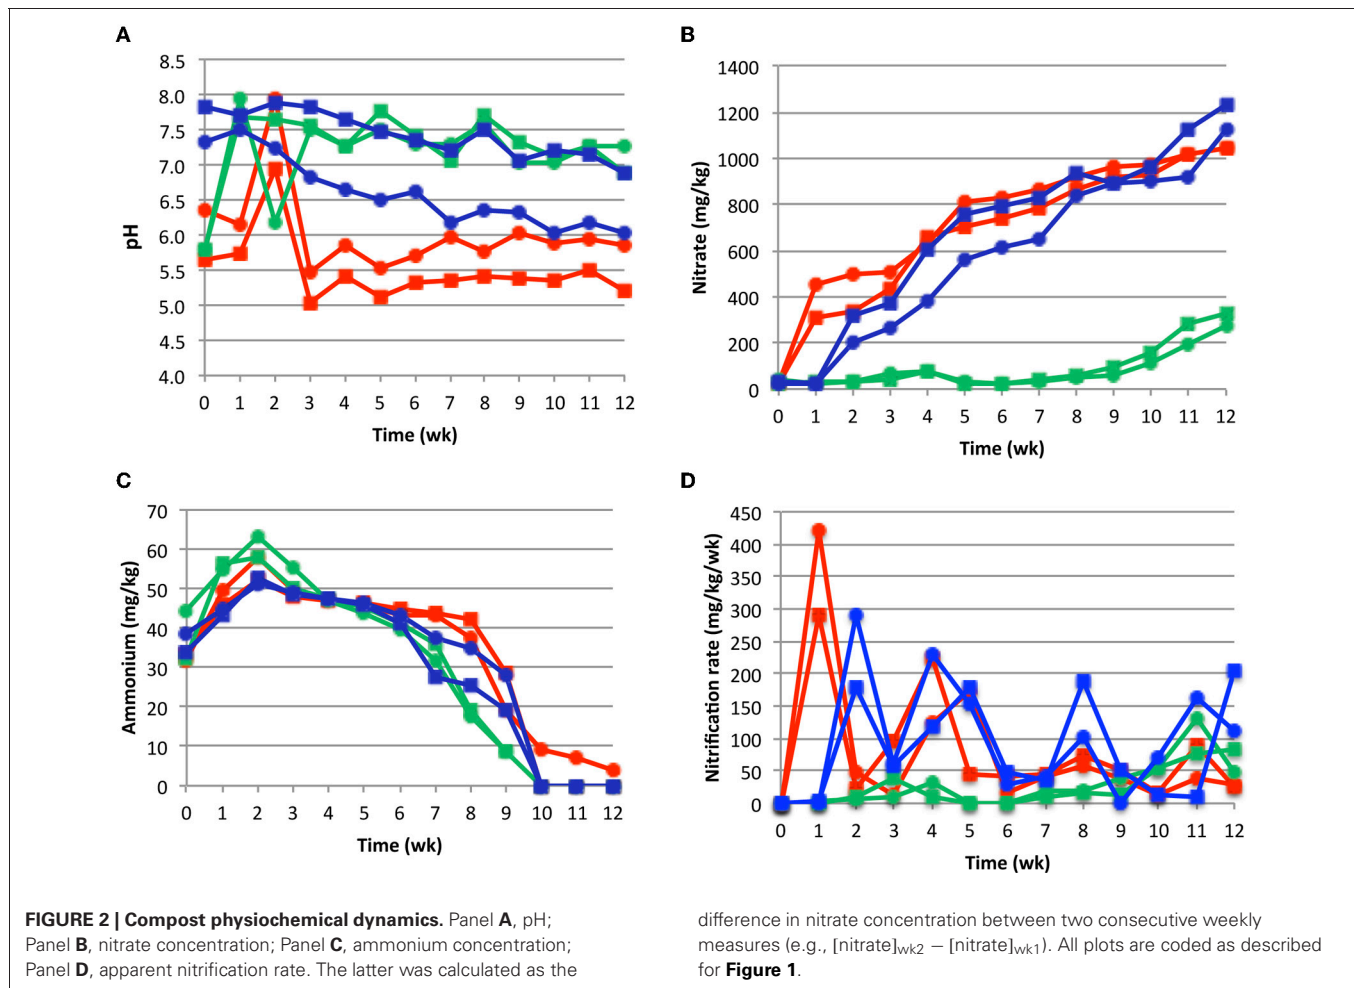 A
8.5
8.0
7.5
7.0
6.5
6.0
5.5
5.0
4.5
4.0
pH
0 1 2 3 4 5 6 7 8 9 10 11 12
Time (wk)
B
1400
1200
1000
800
600
400
200
0
Nitrate (mg/kg)
0 1 2 3 4 5 6 7 8 9 10 11 12
Time (wk)
C
70
60
50
40
30
20
10
0
Ammonium (mg/kg)
0 1 2 3 4 5 6 7 8 9 10 11 12
Time (wk)
D
450
400
350
300
250
200
150
100
50
0
Nitrification rate (mg/kg/wk)
0 1 2 3 4 5 6 7 8 9 10 11 12
Time (wk)
FIGURE 2 | Compost physiochemical dynamics. Panel A, pH;
Panel B, nitrate concentration; Panel C, ammonium concentration;
Panel D, apparent nitrification rate. The latter was calculated as the
difference in nitrate concentration between two consecutive weekly
measures (e.g., [nitrate]wk2 − [nitrate]wk1). All plots are coded as described
for Figure 1.